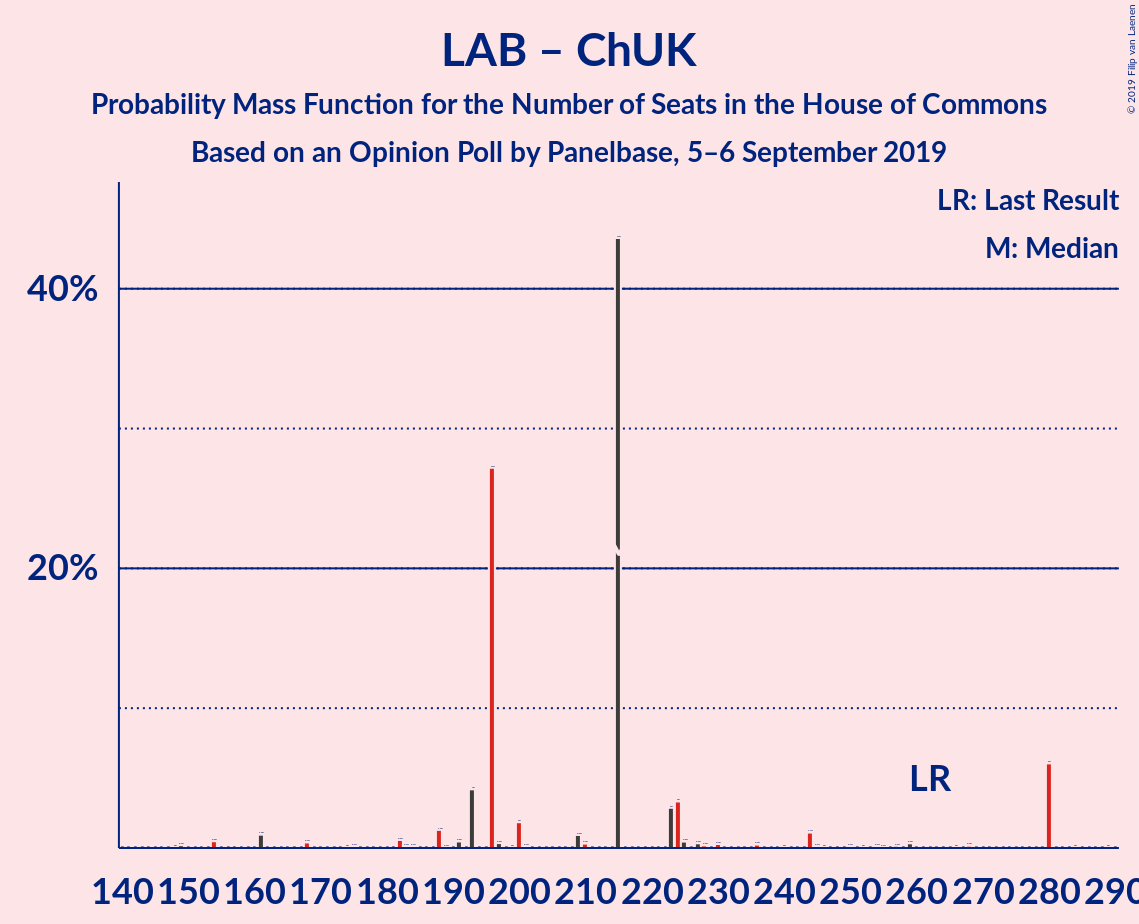 LAB – ChUK
Probability Mass Function for the Number of Seats in the House of Commons
Based on an Opinion Poll by Panelbase, 5–6 September 2019
© 2019 Filip van Laenen
LR: Last Result
M: Median
40%
20%
LR
140 150 160 170 180 190 200 210 220 230 240 250 260 270 280 290